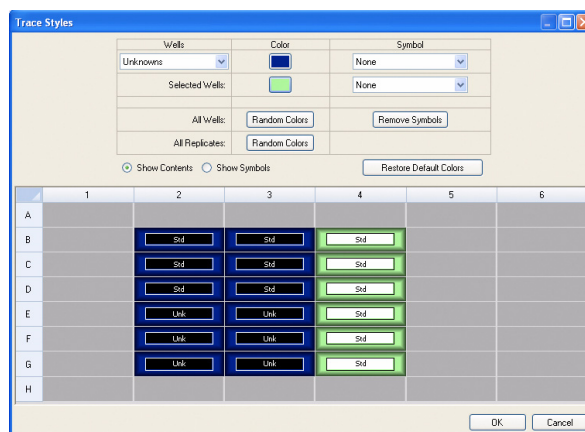 Trace Styles
Wells Color Symbol
Unknowns None
Selected Wells: None
All Wells: Random Colors Remove Symbols
All Replicates: Random Colors
Show Contents Show Symbols Restore Default Colors
1 2 3 4 5 6
A
B Std Std Std
C Std Std Std
D Std Std Std
E Unk Unk Std
F Unk Unk Std
G Unk Unk Std
H
OK Cancel